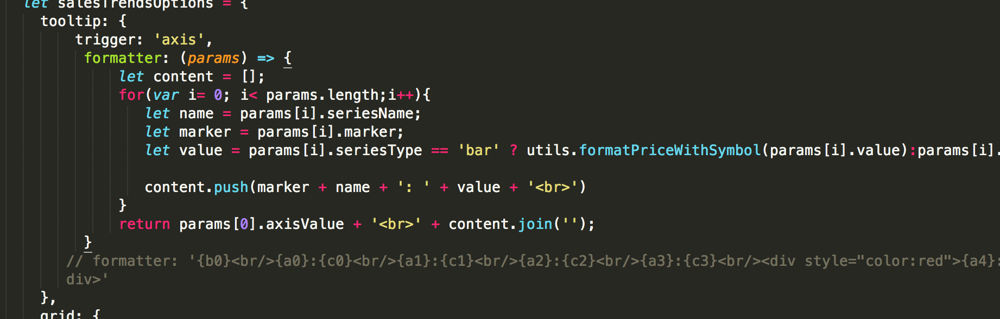 let salesTrendsOptions = {
tooltip: {
trigger: 'axis',
formatter: (params) => {
let content = [];
for(var i= 0; i< params.length;i++){
let name = params[i].seriesName;
let marker = params[i].marker;
let value = params[i].seriesType == 'bar' ? utils.formatPriceWithSymbol(params[i].value):params[i].
content.push(marker + name + ': ' + value + '<br>')
}
return params[0].axisValue + '<br>' + content.join('');
}
// formatter: '{b0}<br/>{a0}:{c0}<br/>{a1}:{c1}<br/>{a2}:{c2}<br/>{a3}:{c3}<br/><div style="color:red">{a4}:
div>'
},
grid: {